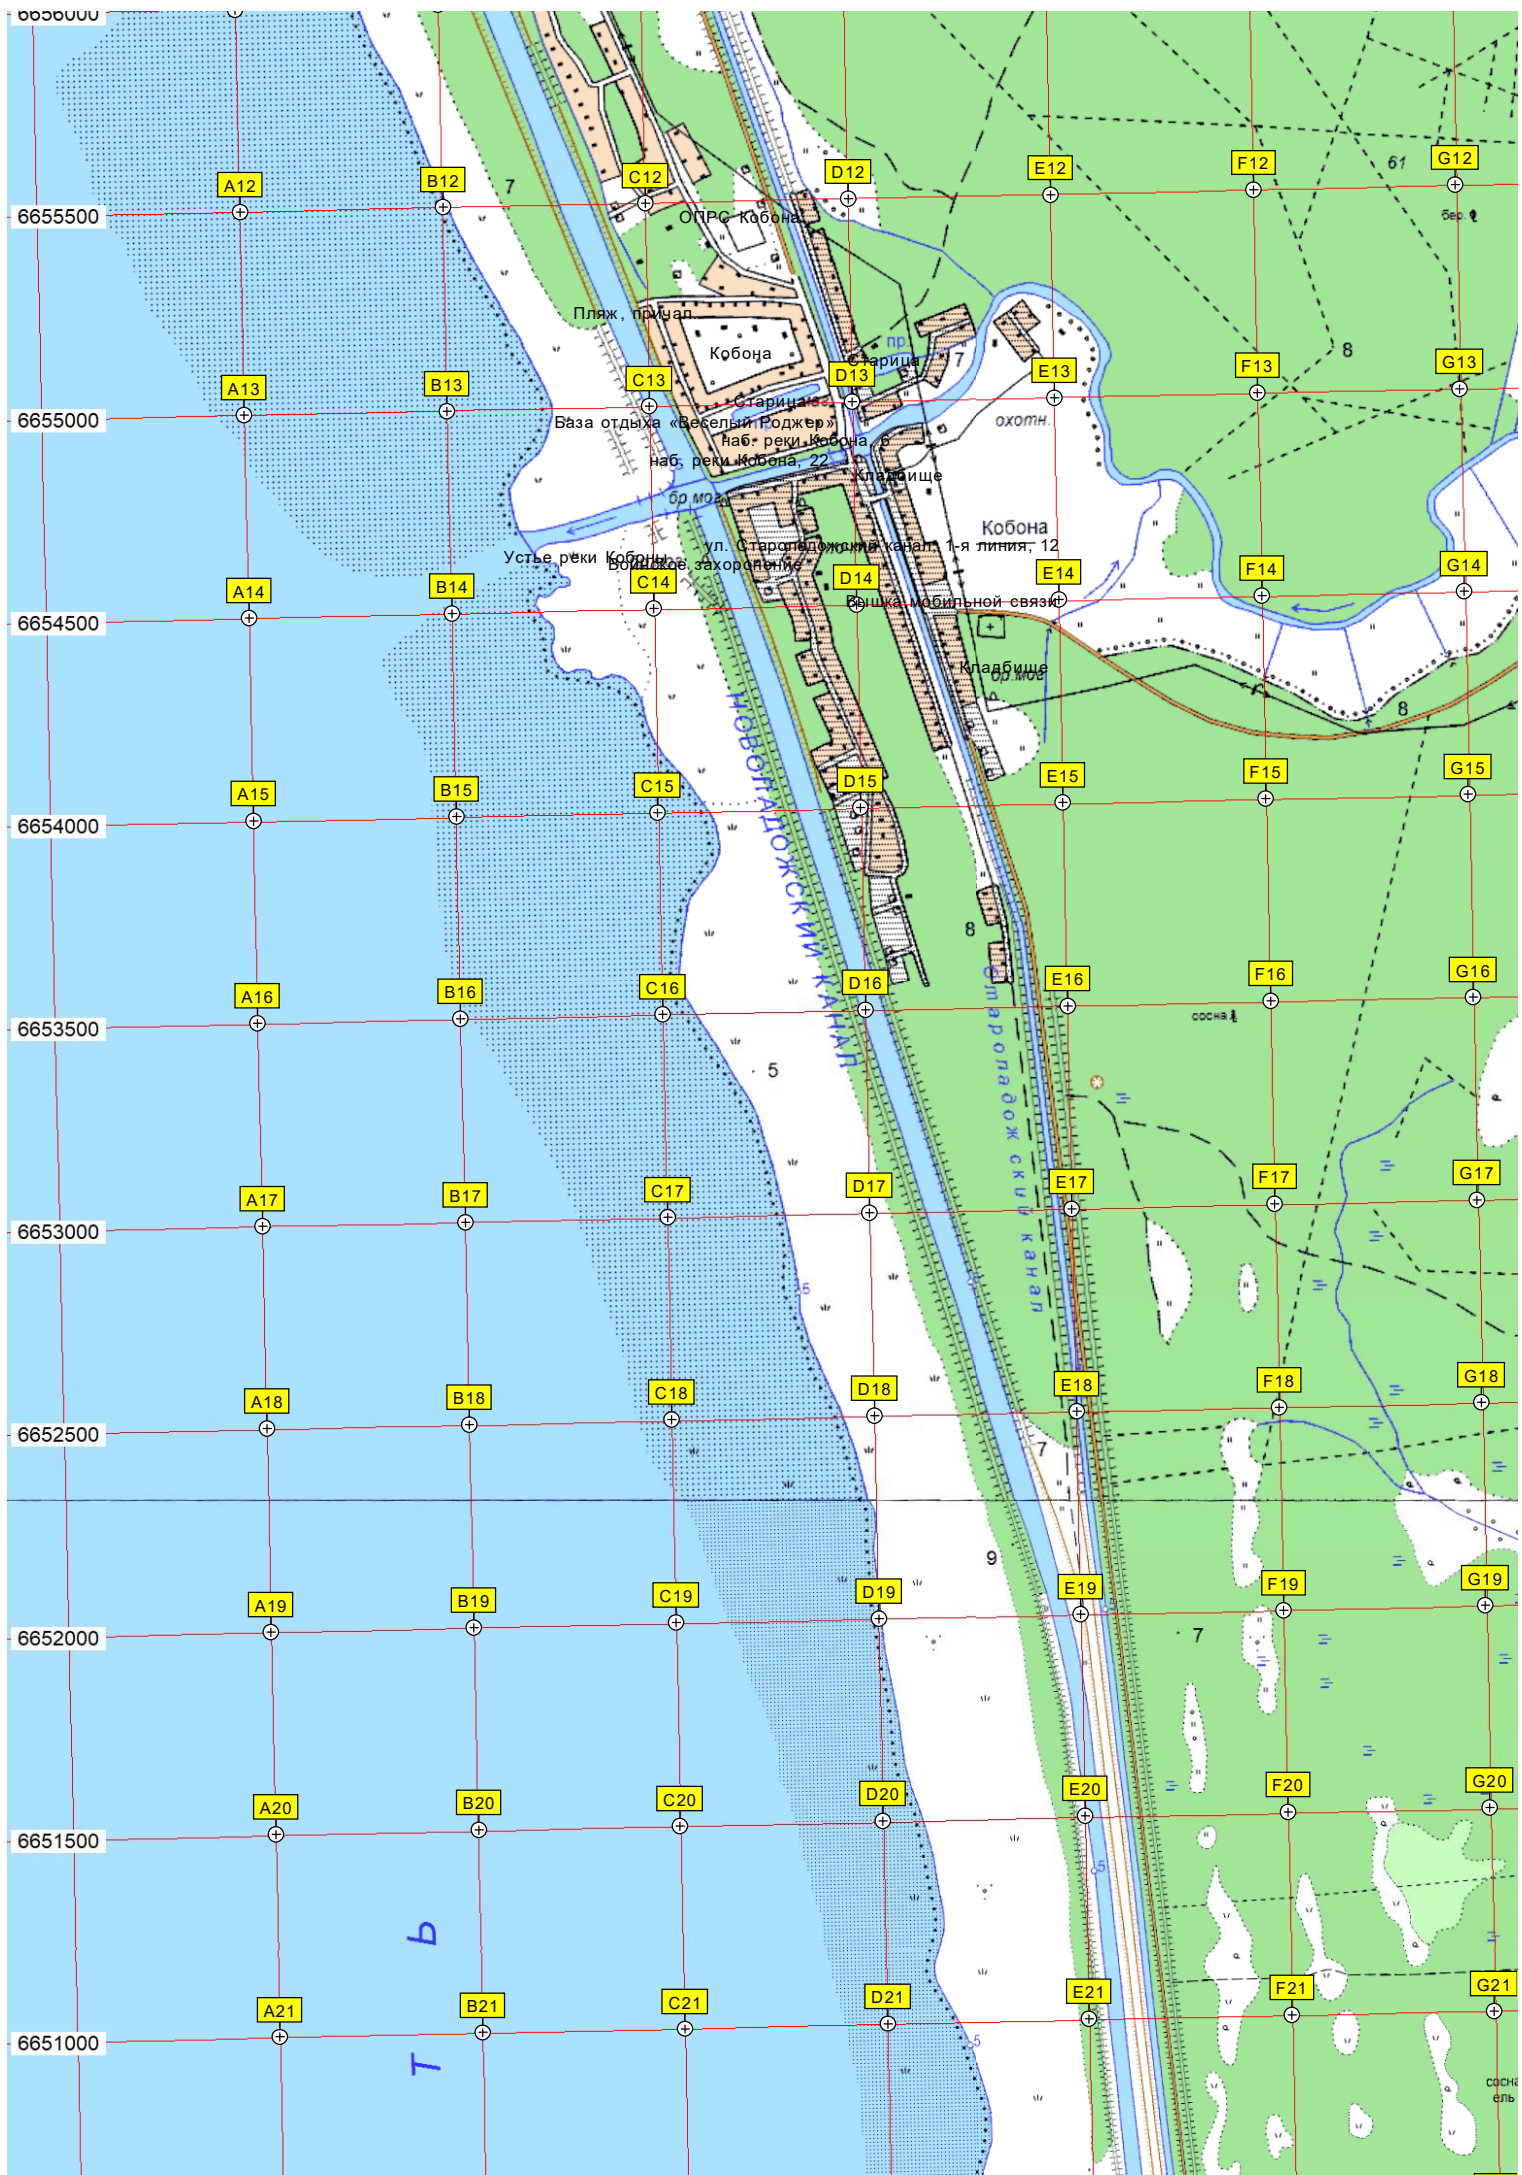 6656000
7
A12
B12
C12
D12
E12
F12
61
G12
6655500
ОПРС Кобона
бер.
Пляж, причал
Кобона
пр.
Старица
7
8
A13
B13
C13
D13
E13
F13
G13
6655000
Старица
База отдыха «Веселый Роджер»
охотн.
наб. реки Кобона, 6
наб. реки Кобона, 22
Кладбище
бр.мог.
Кобона
ул. Староладожский канал, 1-я линия, 12
Устье реки Кобоны
Воинское захоронение
A14
B14
C14
D14
E14
F14
G14
6654500
Вышка мобильной связи
Кладбище
бр.мог.
8
НОВОЛАДОЖСКИЙ КАНАЛ
A15
B15
C15
D15
E15
F15
G15
6654000
8
Староладожский канал
A16
B16
C16
D16
E16
F16
G16
6653500
сосна
5
A17
B17
C17
D17
E17
F17
G17
6653000
5
A18
B18
C18
D18
E18
F18
G18
6652500
7
9
A19
B19
C19
D19
E19
F19
G19
6652000
7
A20
B20
C20
D20
E20
F20
G20
6651500
5
Ь
A21
B21
C21
D21
E21
F21
G21
6651000
5
Т
сосна
ель